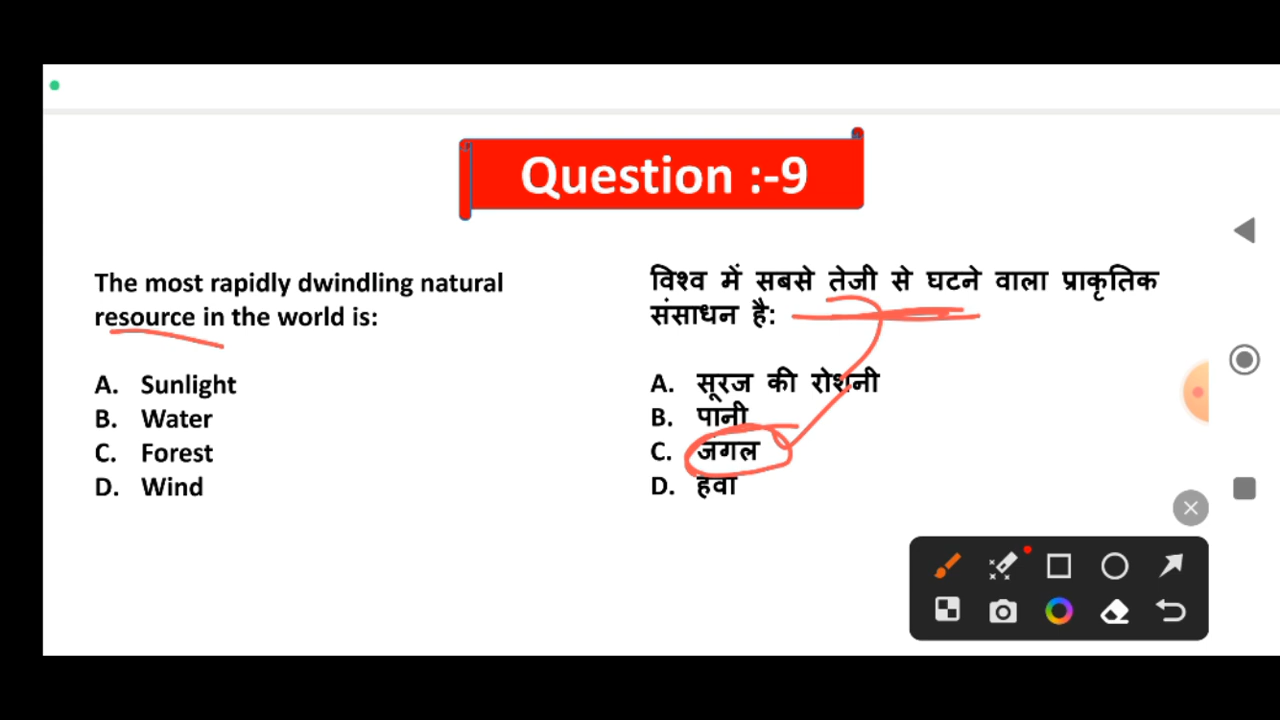 Question :-9
The most rapidly dwindling natural
resource in the world is:
A. Sunlight
B. Water
C. Forest
D. Wind
विश्व में सबसे तेजी से घटने वाला प्राकृतिक
संसाधन है:
A. सूरज की रोशनी
B. पानी
C. जंगल
D. हवा